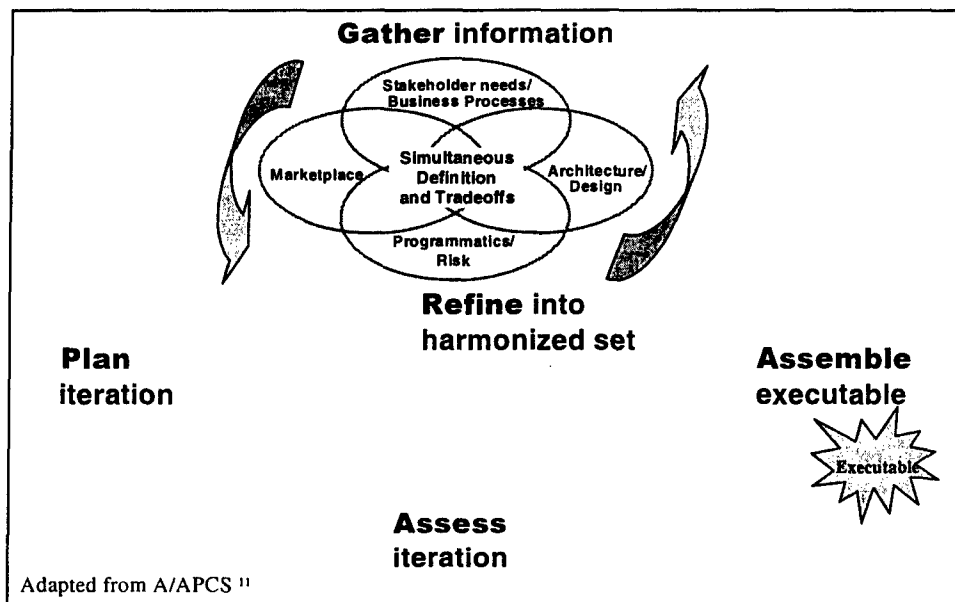 Gather information
Stakeholder needs/
Business Processes
Marketplace
Simultaneous
Definition
and Tradeoffs
Architecture/
Design
Programmatics/
Risk
Refine into
harmonized set
Plan
iteration
Assemble
executable
Executable
Assess
iteration
Adapted from A/APCS 11